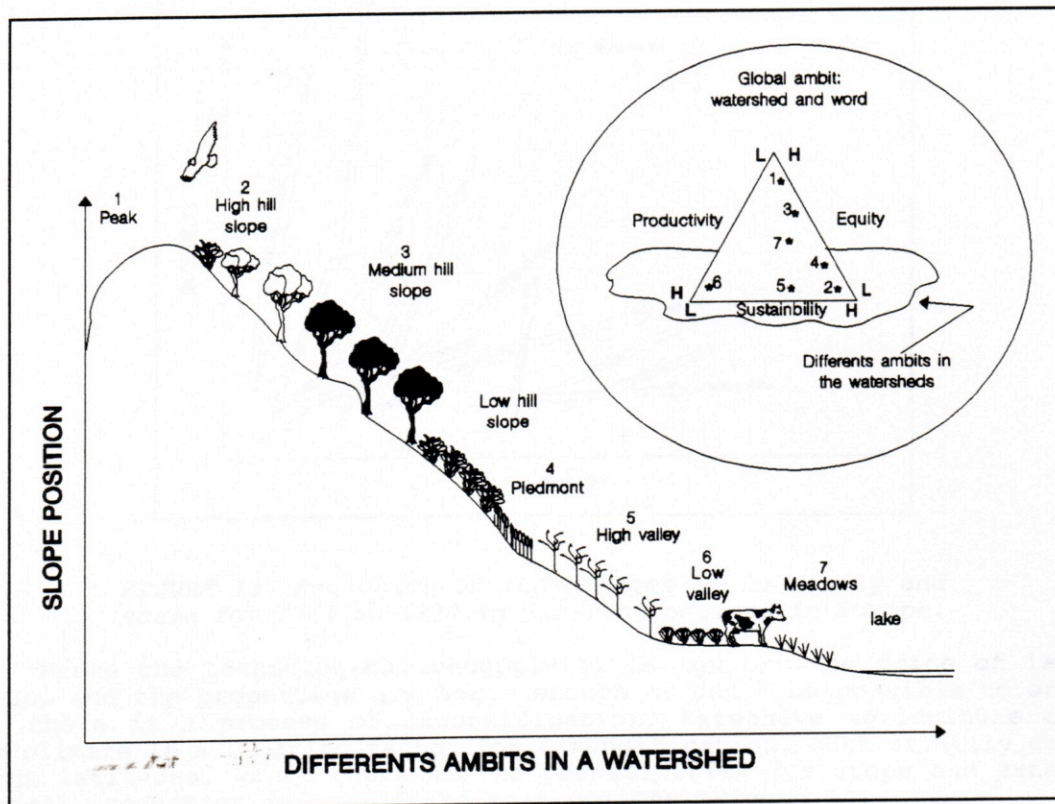 Global ambit:
watershed and word
L H
1
3
Productivity Equity
7
4
H 6 5 2 L
L Sustainbility H
Differents ambits in
the watersheds
1
Peak
2
High hill
slope
3
Medium hill
slope
Low hill
slope
4
Piedmont
5
High valley
6
Low
valley
7
Meadows
lake
SLOPE POSITION
DIFFERENTS AMBITS IN A WATERSHED